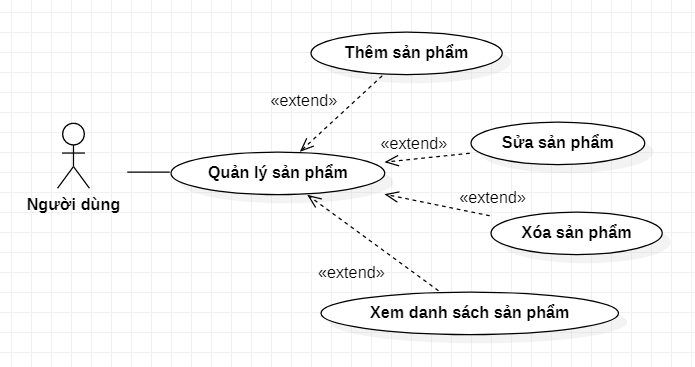 Thêm sản phẩm
«extend»
«extend»
Sửa sản phẩm
Quản lý sản phẩm
Người dùng
«extend»
Xóa sản phẩm
«extend»
Xem danh sách sản phẩm